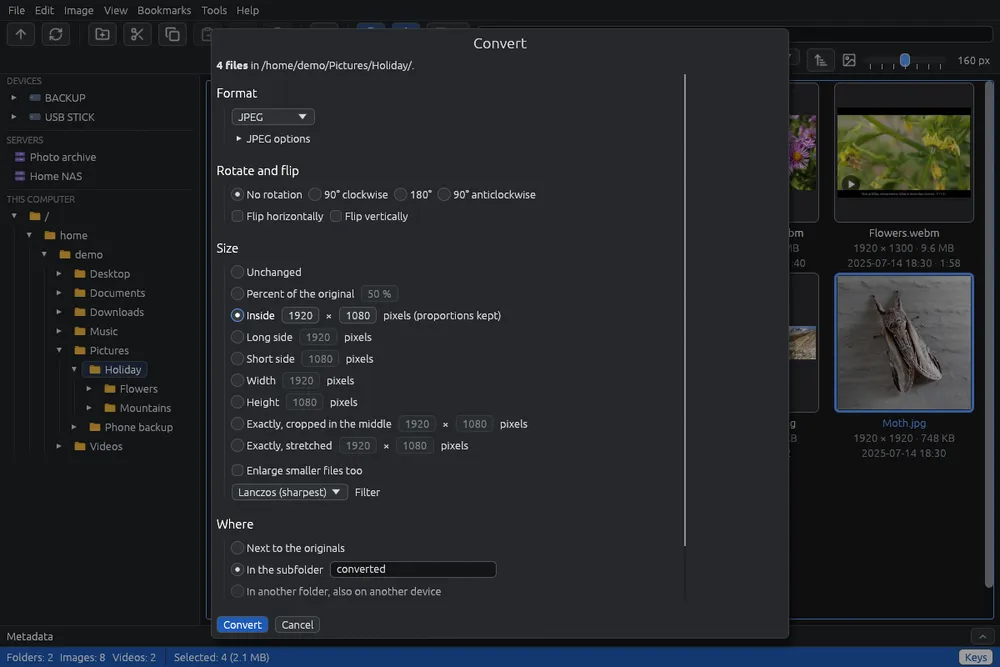 File Edit Image View Bookmarks Tools Help
160 px
Convert
4 files in /home/demo/Pictures/Holiday/.
Format
JPEG
JPEG options
Rotate and flip
No rotation 90° clockwise 180° 90° anticlockwise
Flip horizontally Flip vertically
Size
Unchanged
Percent of the original 50 %
Inside 1920 × 1080 pixels (proportions kept)
Long side 1920 pixels
Short side 1080 pixels
Width 1920 pixels
Height 1080 pixels
Exactly, cropped in the middle 1920 × 1080 pixels
Exactly, stretched 1920 × 1080 pixels
Enlarge smaller files too
Lanczos (sharpest) Filter
Where
Next to the originals
In the subfolder converted
In another folder, also on another device
Convert Cancel
DEVICES
BACKUP
USB STICK
SERVERS
Photo archive
Home NAS
THIS COMPUTER
/
home
demo
Desktop
Documents
Downloads
Music
Pictures
Holiday
Flowers
Mountains
Phone backup
Videos
Flowers.webm
1920 × 1300 · 9.6 MB
2025-07-14 18:30 · 1:58
Moth.jpg
1920 × 1920 · 748 KB
2025-07-14 18:30
Metadata
Folders: 2 Images: 8 Videos: 2 Selected: 4 (2.1 MB)
Keys